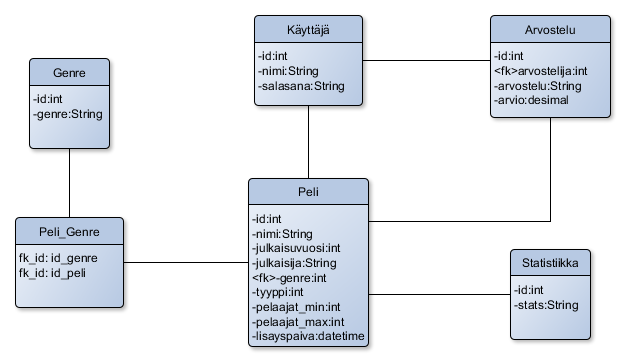 Käyttäjä
-id:int
-nimi:String
-salasana:String
Arvostelu
-id:int
<fk>arvostelija:int
-arvostelu:String
-arvio:desimal
Genre
-id:int
-genre:String
Peli
-id:int
-nimi:String
-julkaisuvuosi:int
-julkaisija:String
<fk>-genre:int
-tyyppi:int
-pelaajat_min:int
-pelaajat_max:int
-lisayspaiva:datetime
Peli_Genre
fk_id: id_genre
fk_id: id_peli
Statistiikka
-id:int
-stats:String